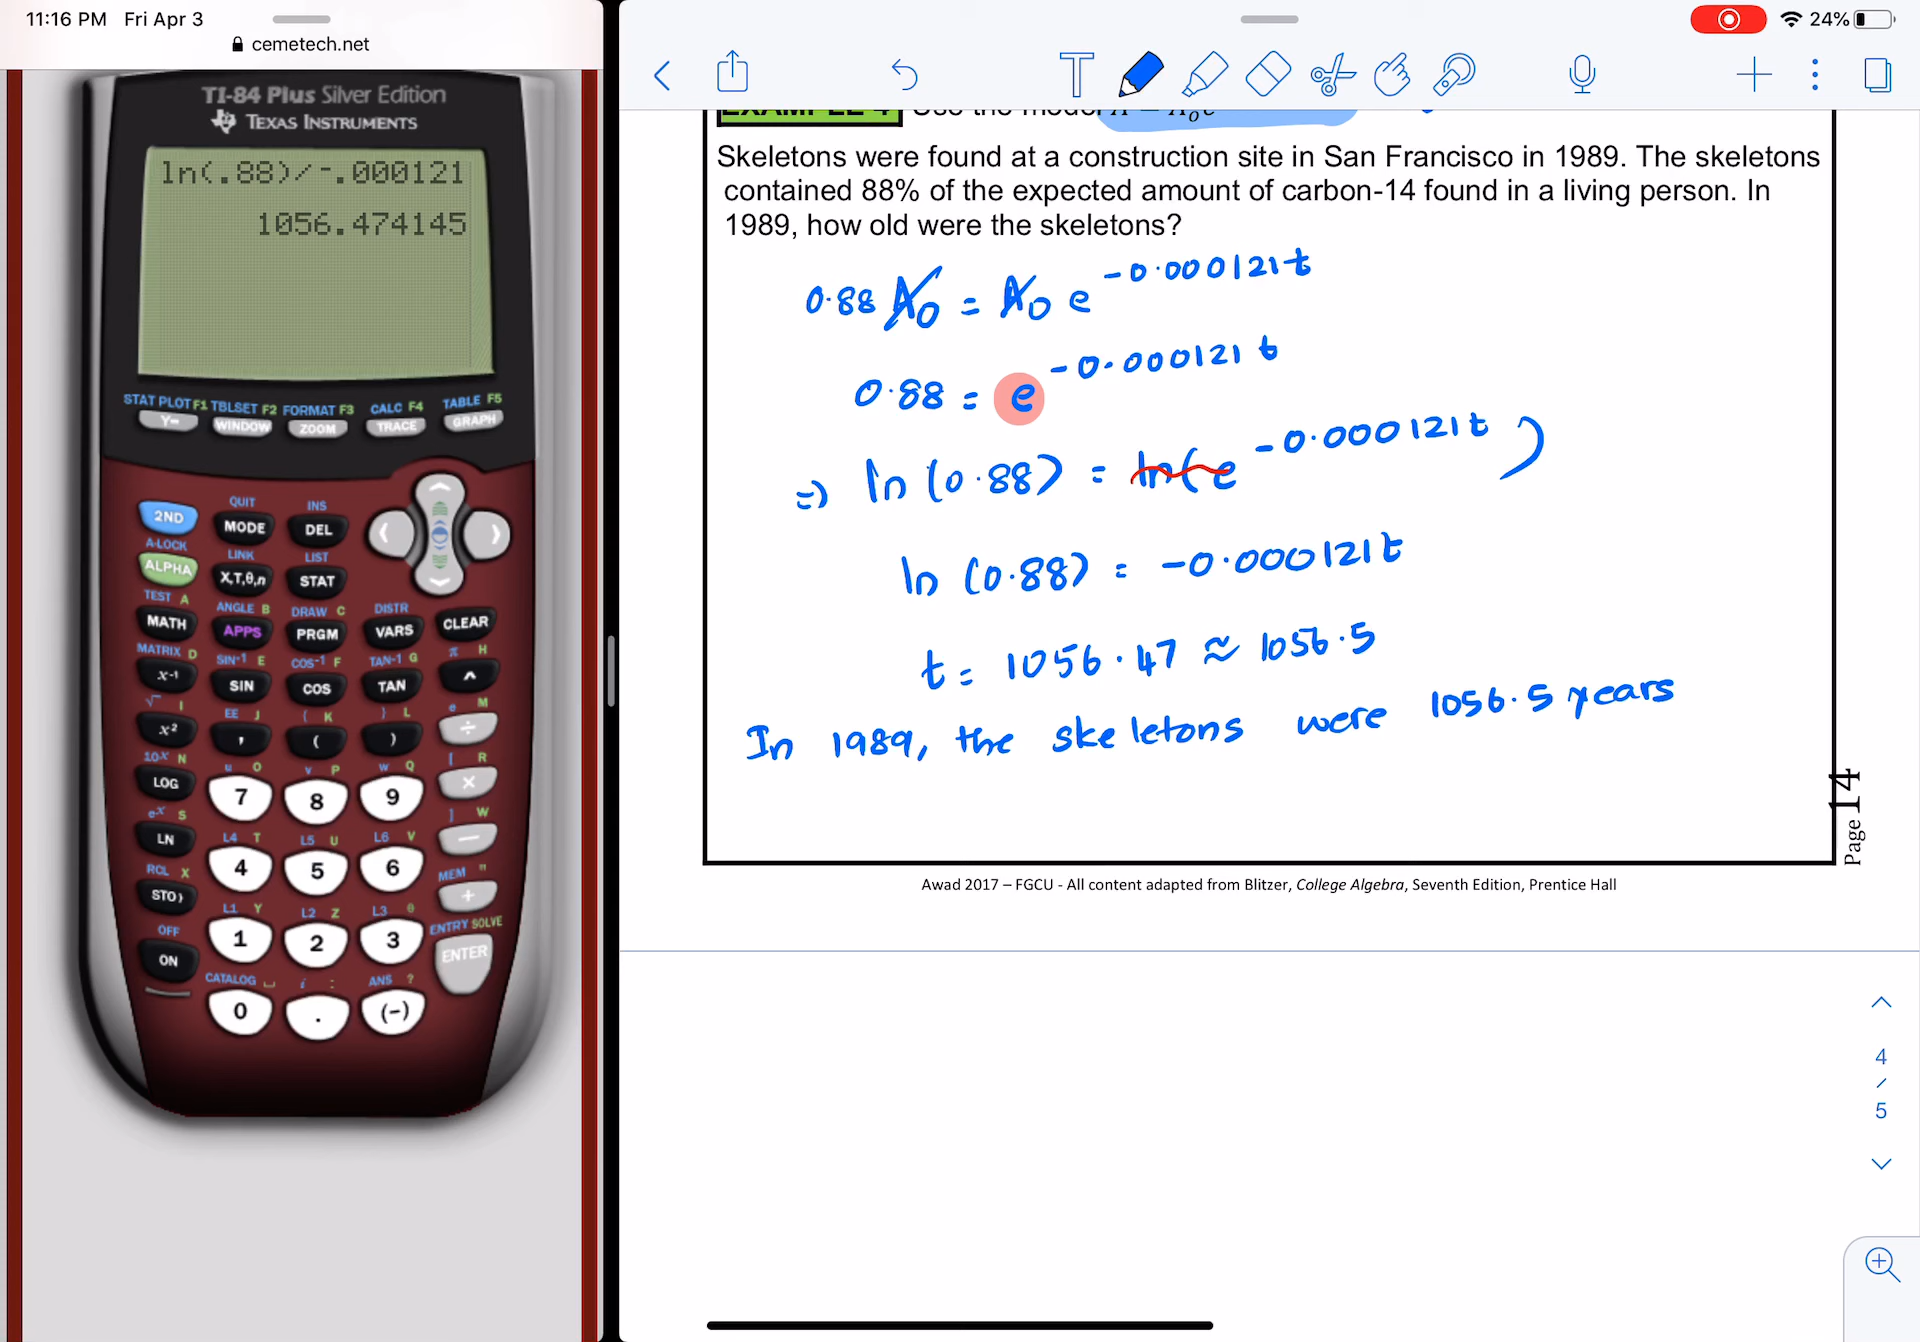 11:16 PM Fri Apr 3
cemetech.net
24%
TI-84 Plus Silver Edition
TEXAS INSTRUMENTS
ln(.88)/-.000121
1056.474145
STAT PLOT F1 TBLSET F2 FORMAT F3 CALC F4 TABLE F5
Y= WINDOW ZOOM TRACE GRAPH
QUIT INS
2ND MODE DEL
A-LOCK LINK LIST
ALPHA X,T,θ,n STAT
TEST A ANGLE B DRAW C DISTR
MATH APPS PRGM VARS CLEAR
MATRIX D SIN-1 E COS-1 F TAN-1 G π H
x-1 SIN COS TAN ^
√ I EE J { K } L e M
x² , ( ) ÷
10x N u O v P w Q [ R
LOG 7 8 9 ×
ex S L4 T L5 U L6 V ] W
LN 4 5 6 −
RCL X L1 Y L2 Z L3 θ MEM "
STO› 1 2 3 +
OFF CATALOG ␣ i : ANS ? ENTRY SOLVE
ON 0 . (-) ENTER
Skeletons were found at a construction site in San Francisco in 1989. The skeletons
contained 88% of the expected amount of carbon-14 found in a living person. In
1989, how old were the skeletons?
0.88 A₀ = A₀ e^-0.000121t
0.88 = e^-0.000121t
=) ln (0.88) = ln(e^-0.000121t)
ln (0.88) = -0.000121t
t = 1056.47 ≈ 1056.5
In 1989, the skeletons were 1056.5 years
Page 14
Awad 2017 – FGCU - All content adapted from Blitzer, College Algebra, Seventh Edition, Prentice Hall
4
/
5